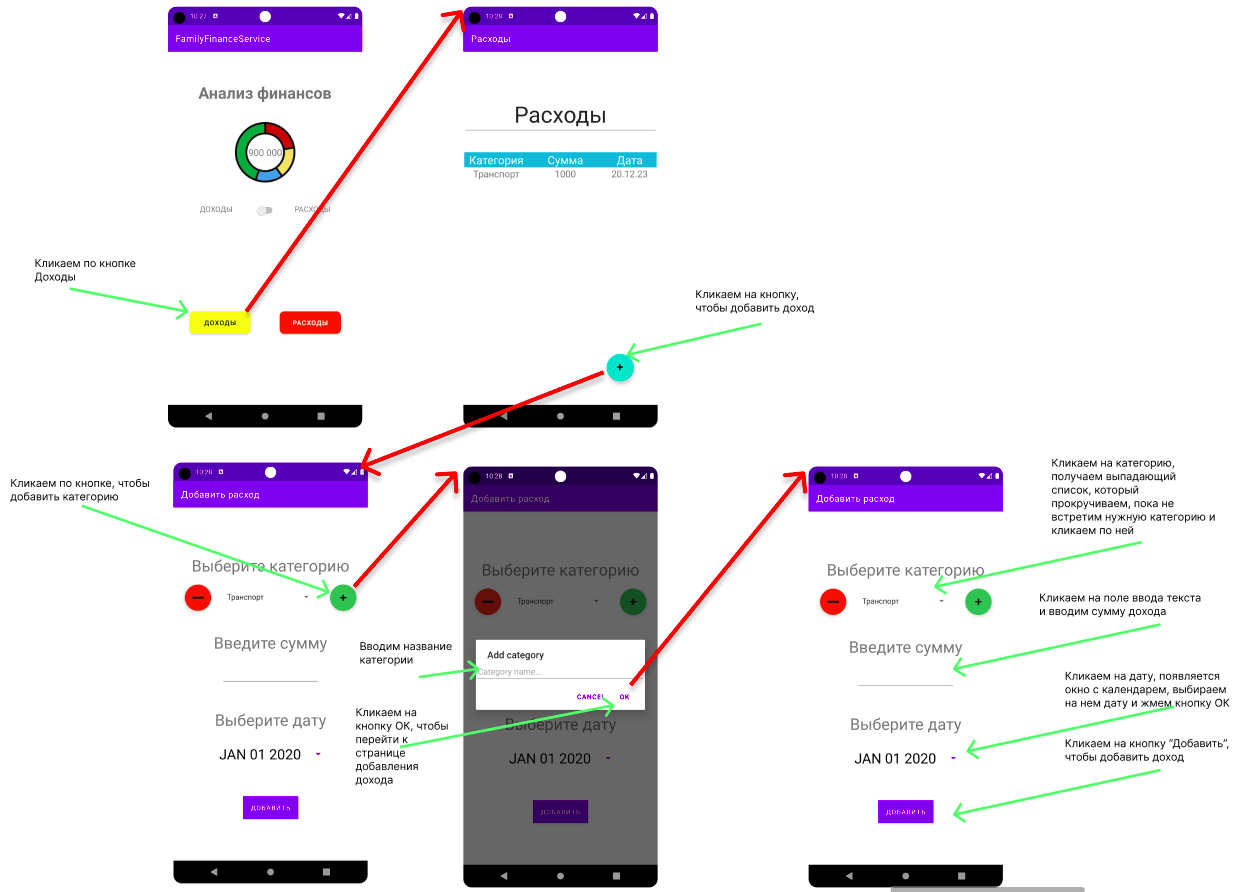 10:27
FamilyFinanceService
Анализ финансов
900 000
ДОХОДЫ
РАСХОДЫ
Кликаем по кнопке
Доходы
ДОХОДЫ
РАСХОДЫ
10:28
Расходы
Расходы
Категория Сумма Дата
Транспорт 1000 20.12.23
Кликаем на кнопку,
чтобы добавить доход
+
Кликаем по кнопке, чтобы
добавить категорию
10:28
Добавить расход
Выберите категорию
Транспорт
+
Введите сумму
Выберите дату
JAN 01 2020
ДОБАВИТЬ
Вводим название
категории
Кликаем на
кнопку ОК, чтобы
перейти к
странице
добавления
дохода
10:28
Добавить расход
Выберите категорию
Транспорт
+
Add category
Category name...
CANCEL OK
Выберите дату
JAN 01 2020
ДОБАВИТЬ
10:28
Добавить расход
Выберите категорию
Транспорт
+
Введите сумму
Выберите дату
JAN 01 2020
ДОБАВИТЬ
Кликаем на категорию,
получаем выпадающий
список, который
прокручиваем, пока не
встретим нужную категорию и
кликаем по ней
Кликаем на поле ввода текста
и вводим сумму дохода
Кликаем на дату, появляется
окно с календарем, выбираем
на нем дату и жмем кнопку ОК
Кликаем на кнопку “Добавить”,
чтобы добавить доход